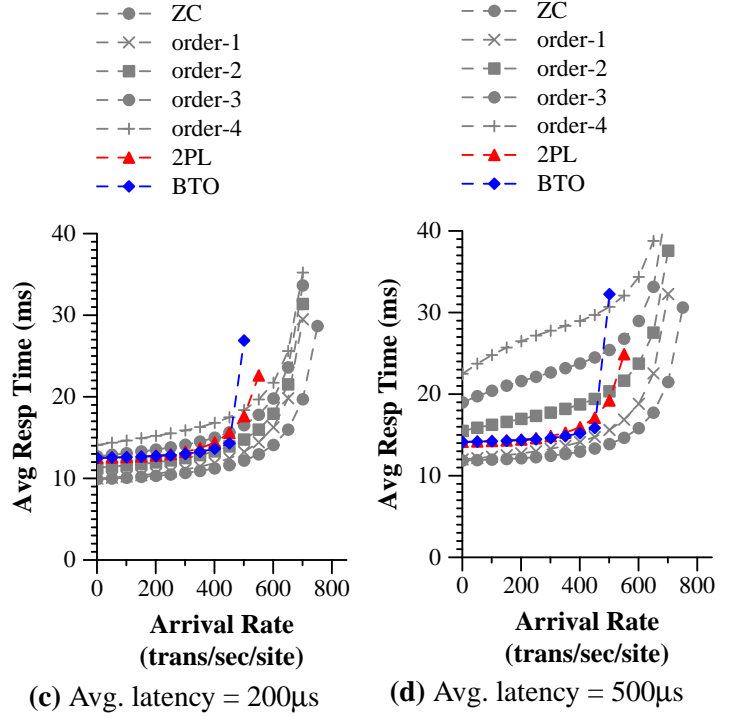 ZC
order-1
order-2
order-3
order-4
2PL
BTO
40
30
20
10
0
Avg Resp Time (ms)
0 200 400 600 800
Arrival Rate
(trans/sec/site)
(c) Avg. latency = 200μs
ZC
order-1
order-2
order-3
order-4
2PL
BTO
40
30
20
10
0
Avg Resp Time (ms)
0 200 400 600 800
Arrival Rate
(trans/sec/site)
(d) Avg. latency = 500μs